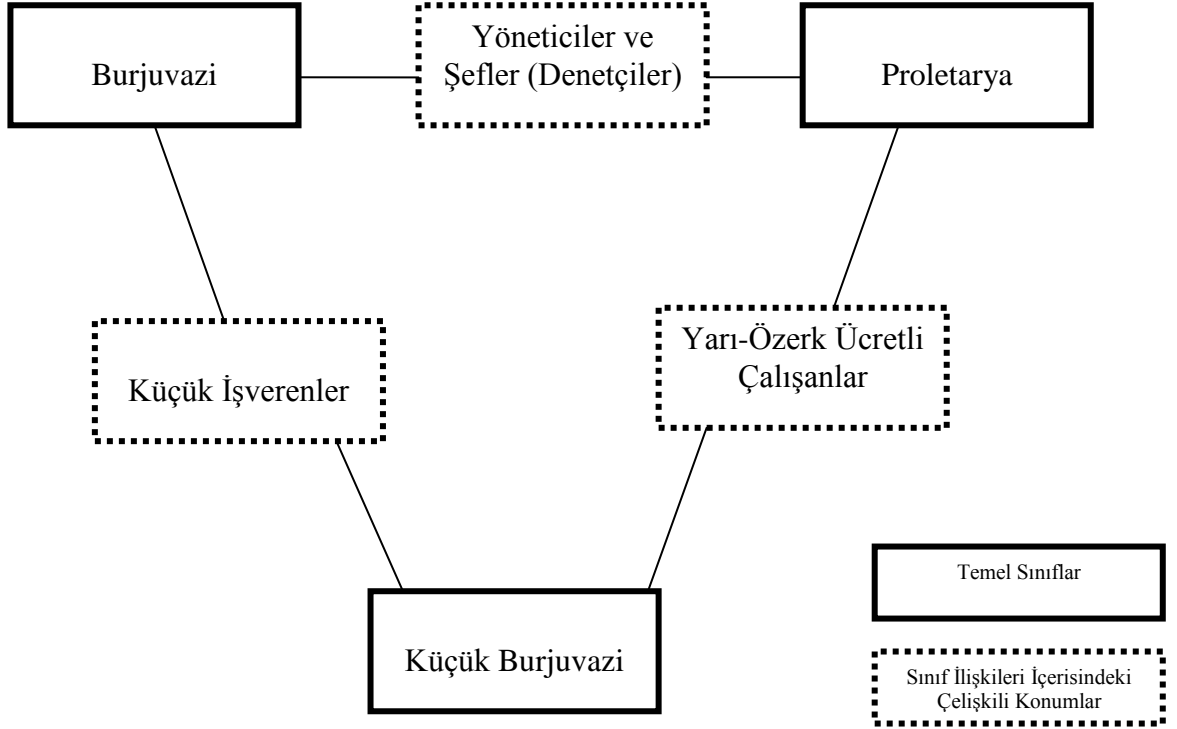 Burjuvazi
Yöneticiler ve
Şefler (Denetçiler)
Proletarya
Küçük İşverenler
Yarı-Özerk Ücretli
Çalışanlar
Küçük Burjuvazi
Temel Sınıflar
Sınıf İlişkileri İçerisindeki
Çelişkili Konumlar